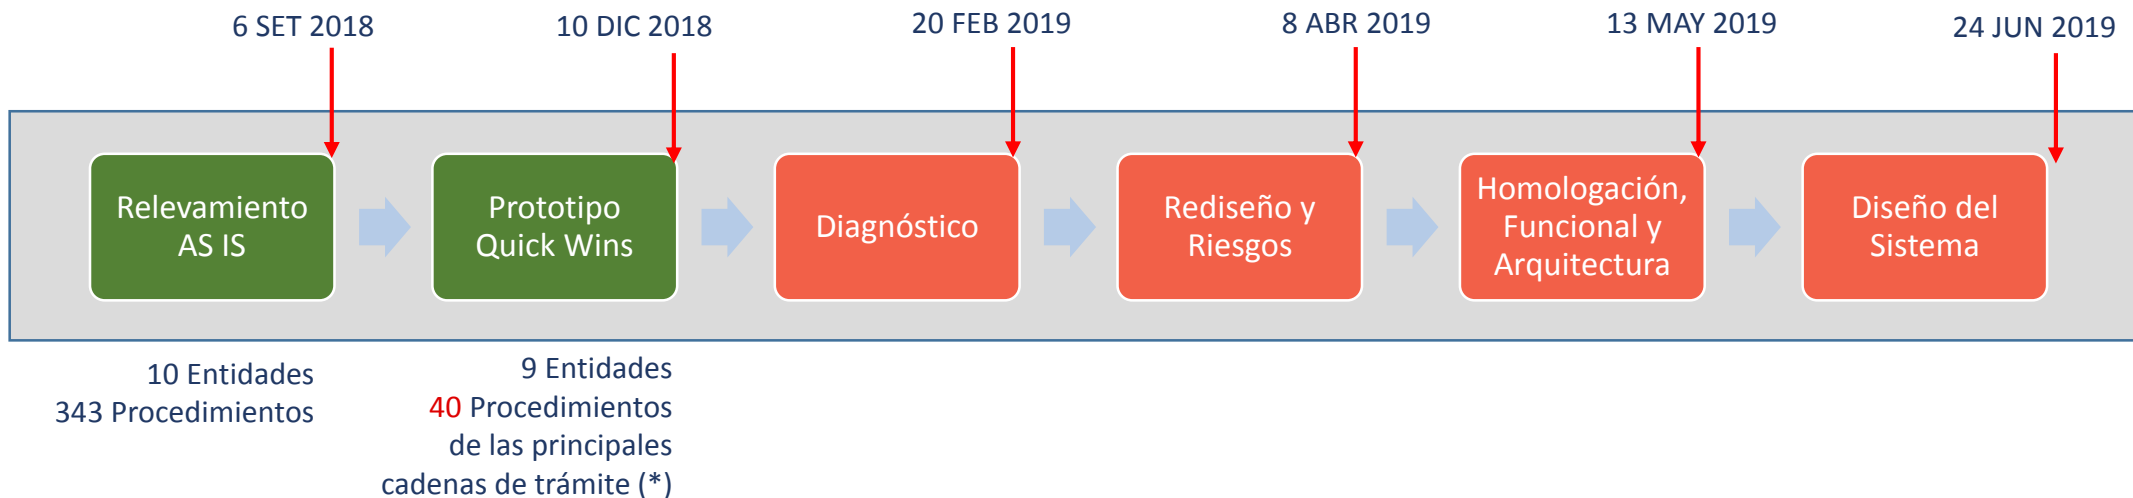 6 SET 2018
10 DIC 2018
20 FEB 2019
8 ABR 2019
13 MAY 2019
24 JUN 2019
Relevamiento
AS IS
Prototipo
Quick Wins
Diagnóstico
Rediseño y
Riesgos
Homologación,
Funcional y
Arquitectura
Diseño del
Sistema
10 Entidades
343 Procedimientos
9 Entidades
40 Procedimientos
de las principales
cadenas de trámite (*)